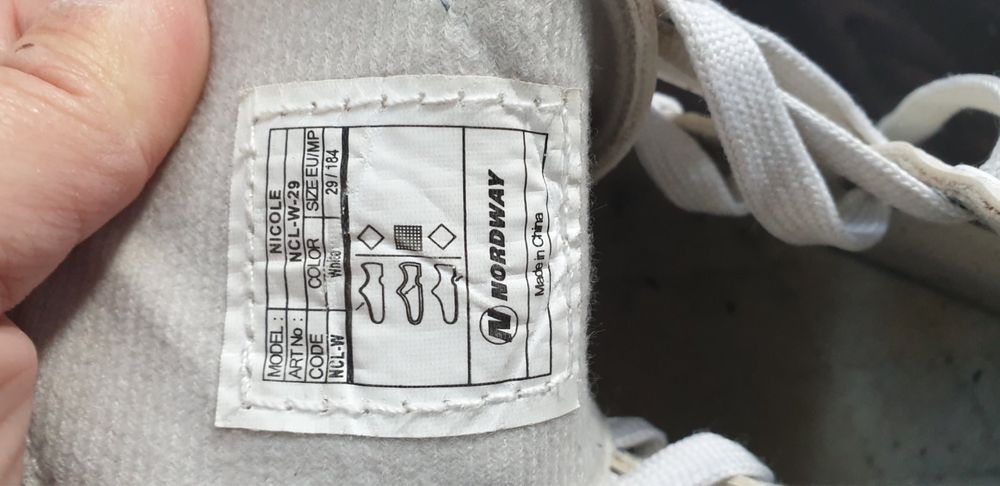 MODEL : NICOLE
ART No : NCL-W-29
CODE COLOR SIZE EU/MP
NCL-W White 29 / 184
N NORDWAY
Made in China